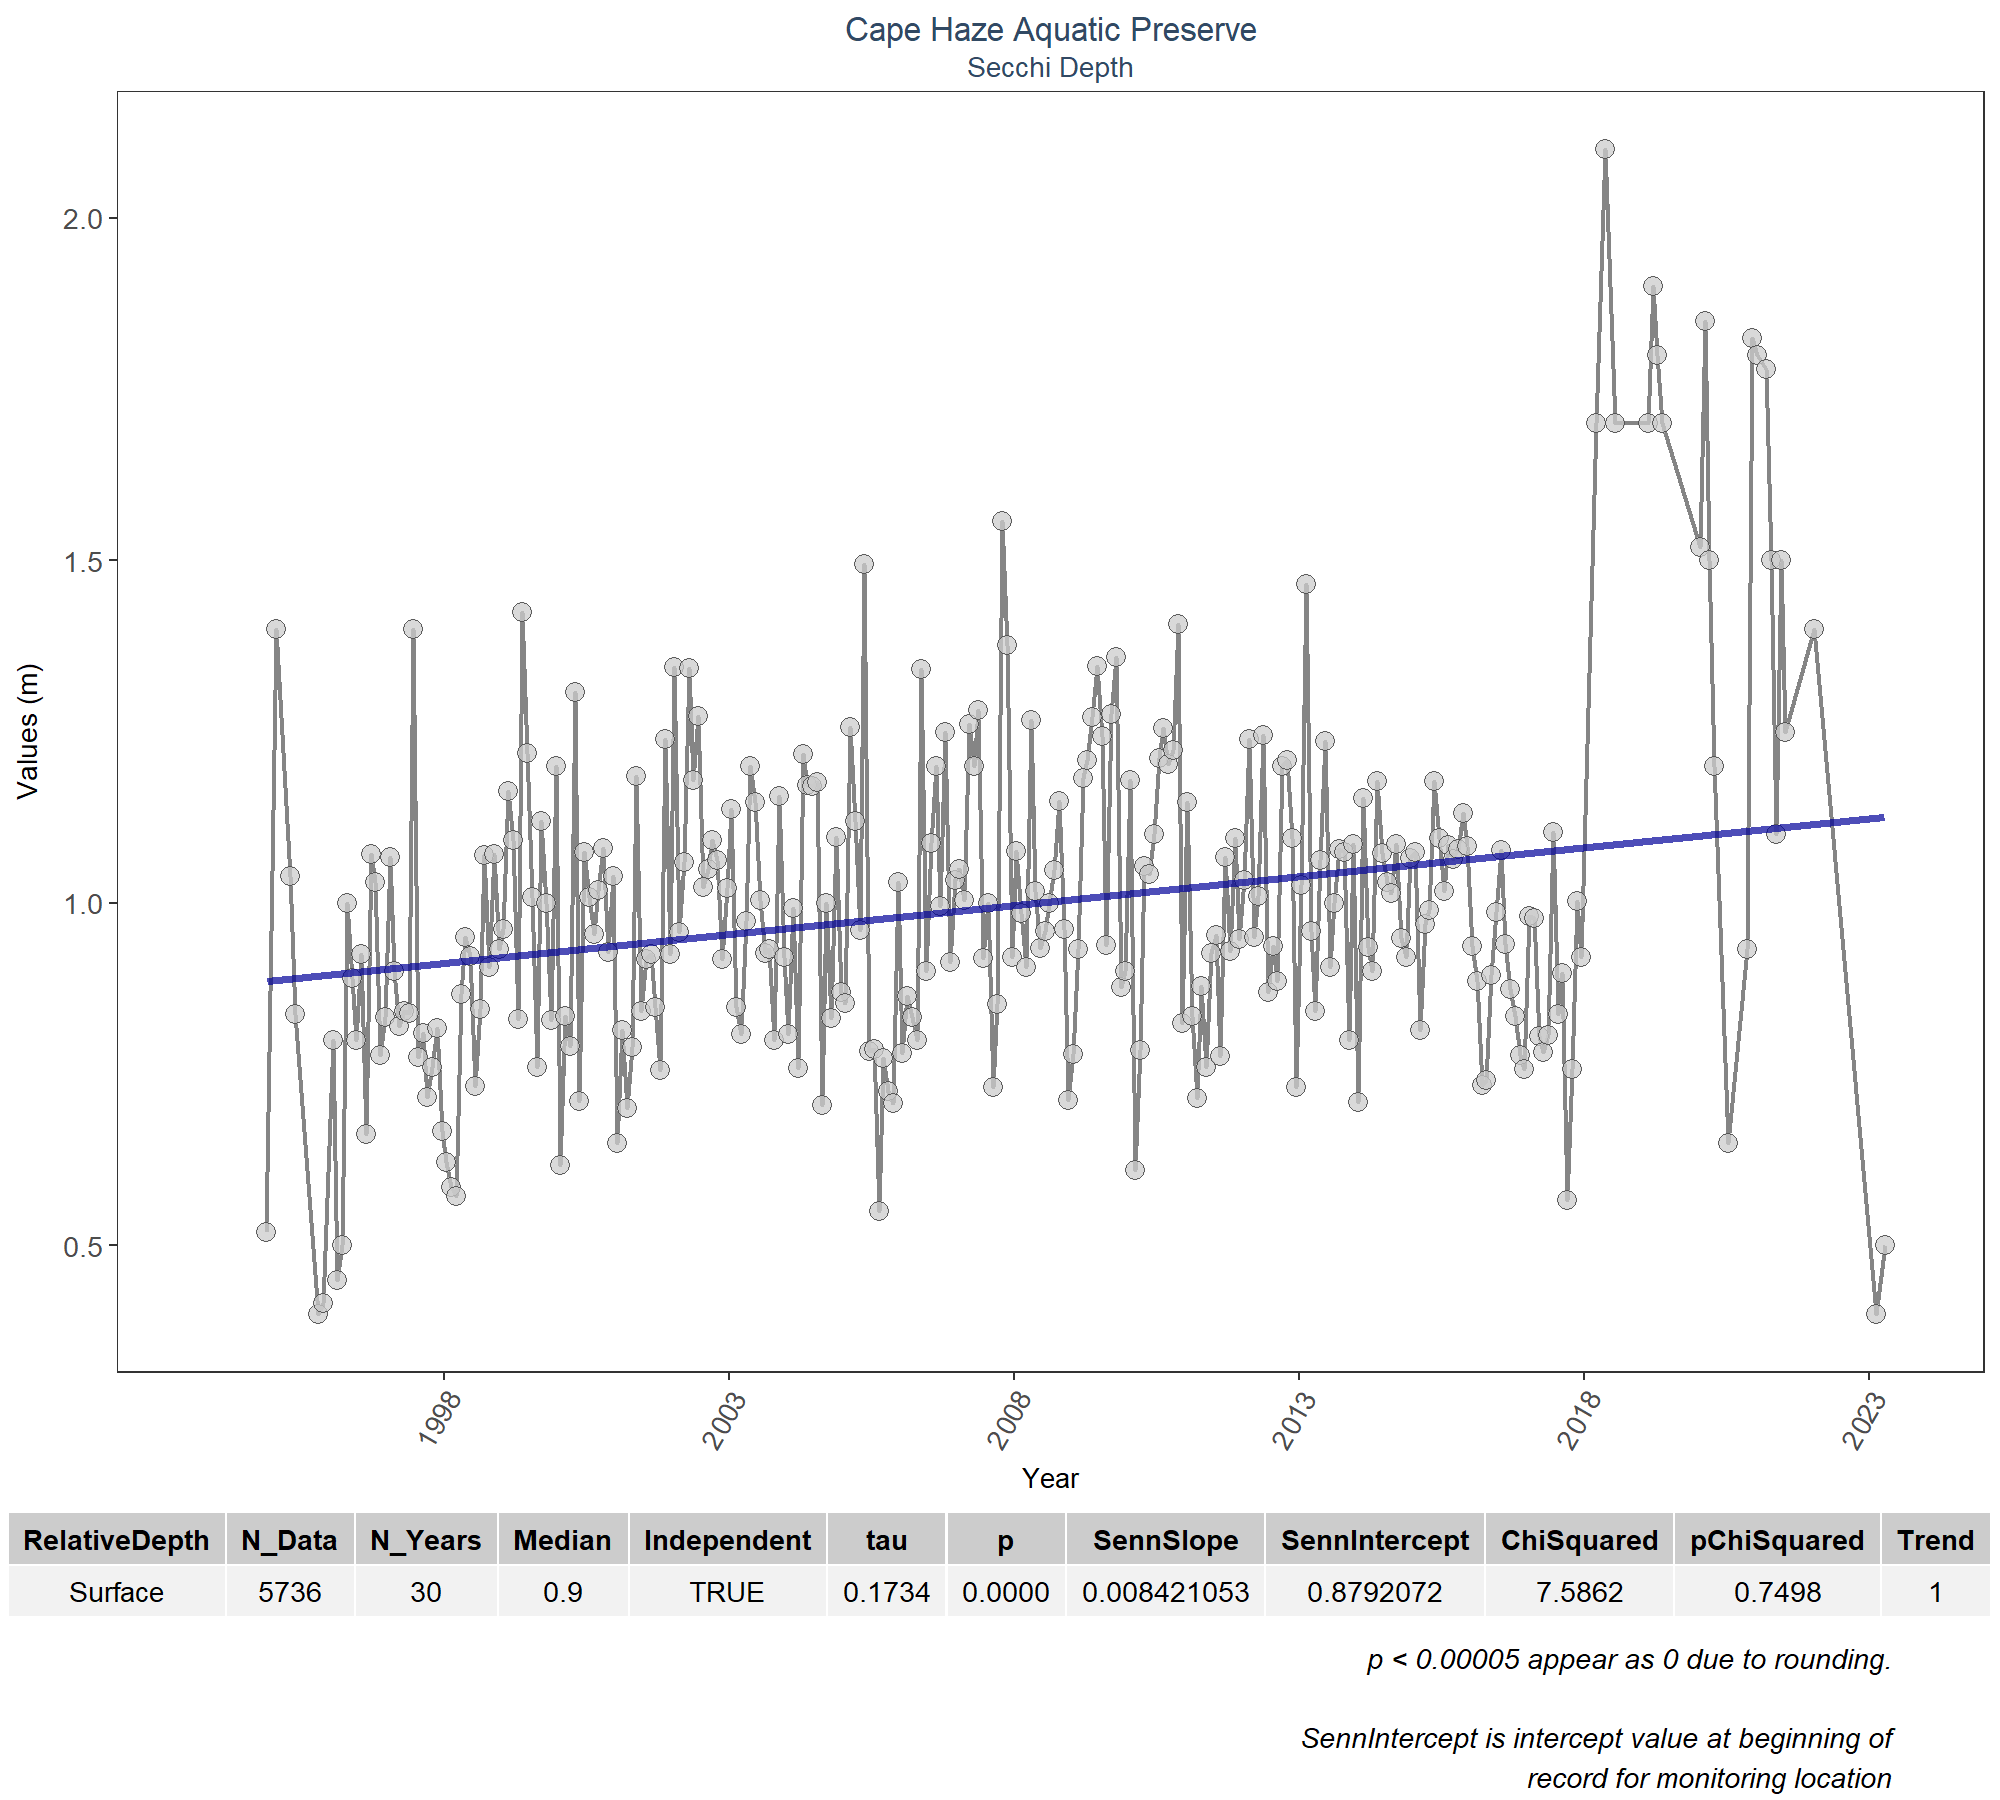 Cape Haze Aquatic Preserve
Secchi Depth
2.0
1.5
1.0
0.5
Values (m)
1998
2003
2008
2013
2018
2023
Year
RelativeDepth N_Data N_Years Median Independent tau p SennSlope SennIntercept ChiSquared pChiSquared Trend
Surface 5736 30 0.9 TRUE 0.1734 0.0000 0.008421053 0.8792072 7.5862 0.7498 1
p < 0.00005 appear as 0 due to rounding.
SennIntercept is intercept value at beginning of
record for monitoring location